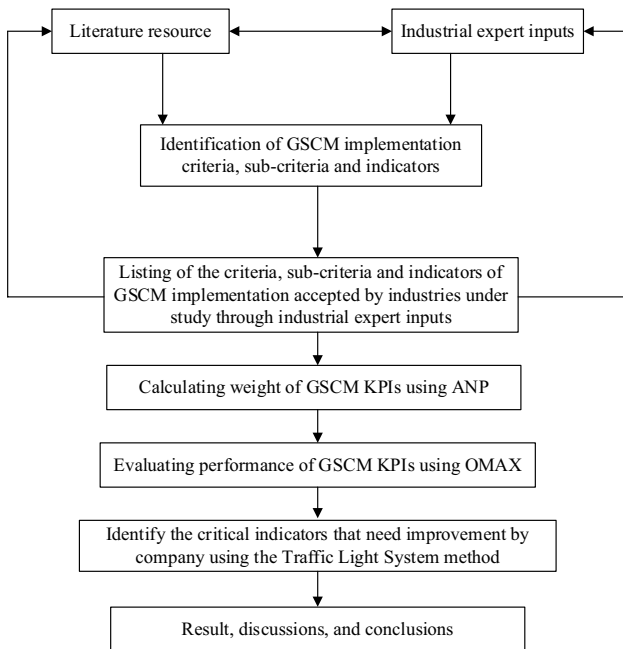 Literature resource
Industrial expert inputs
Identification of GSCM implementation
criteria, sub-criteria and indicators
Listing of the criteria, sub-criteria and indicators of
GSCM implementation accepted by industries under
study through industrial expert inputs
Calculating weight of GSCM KPIs using ANP
Evaluating performance of GSCM KPIs using OMAX
Identify the critical indicators that need improvement by
company using the Traffic Light System method
Result, discussions, and conclusions